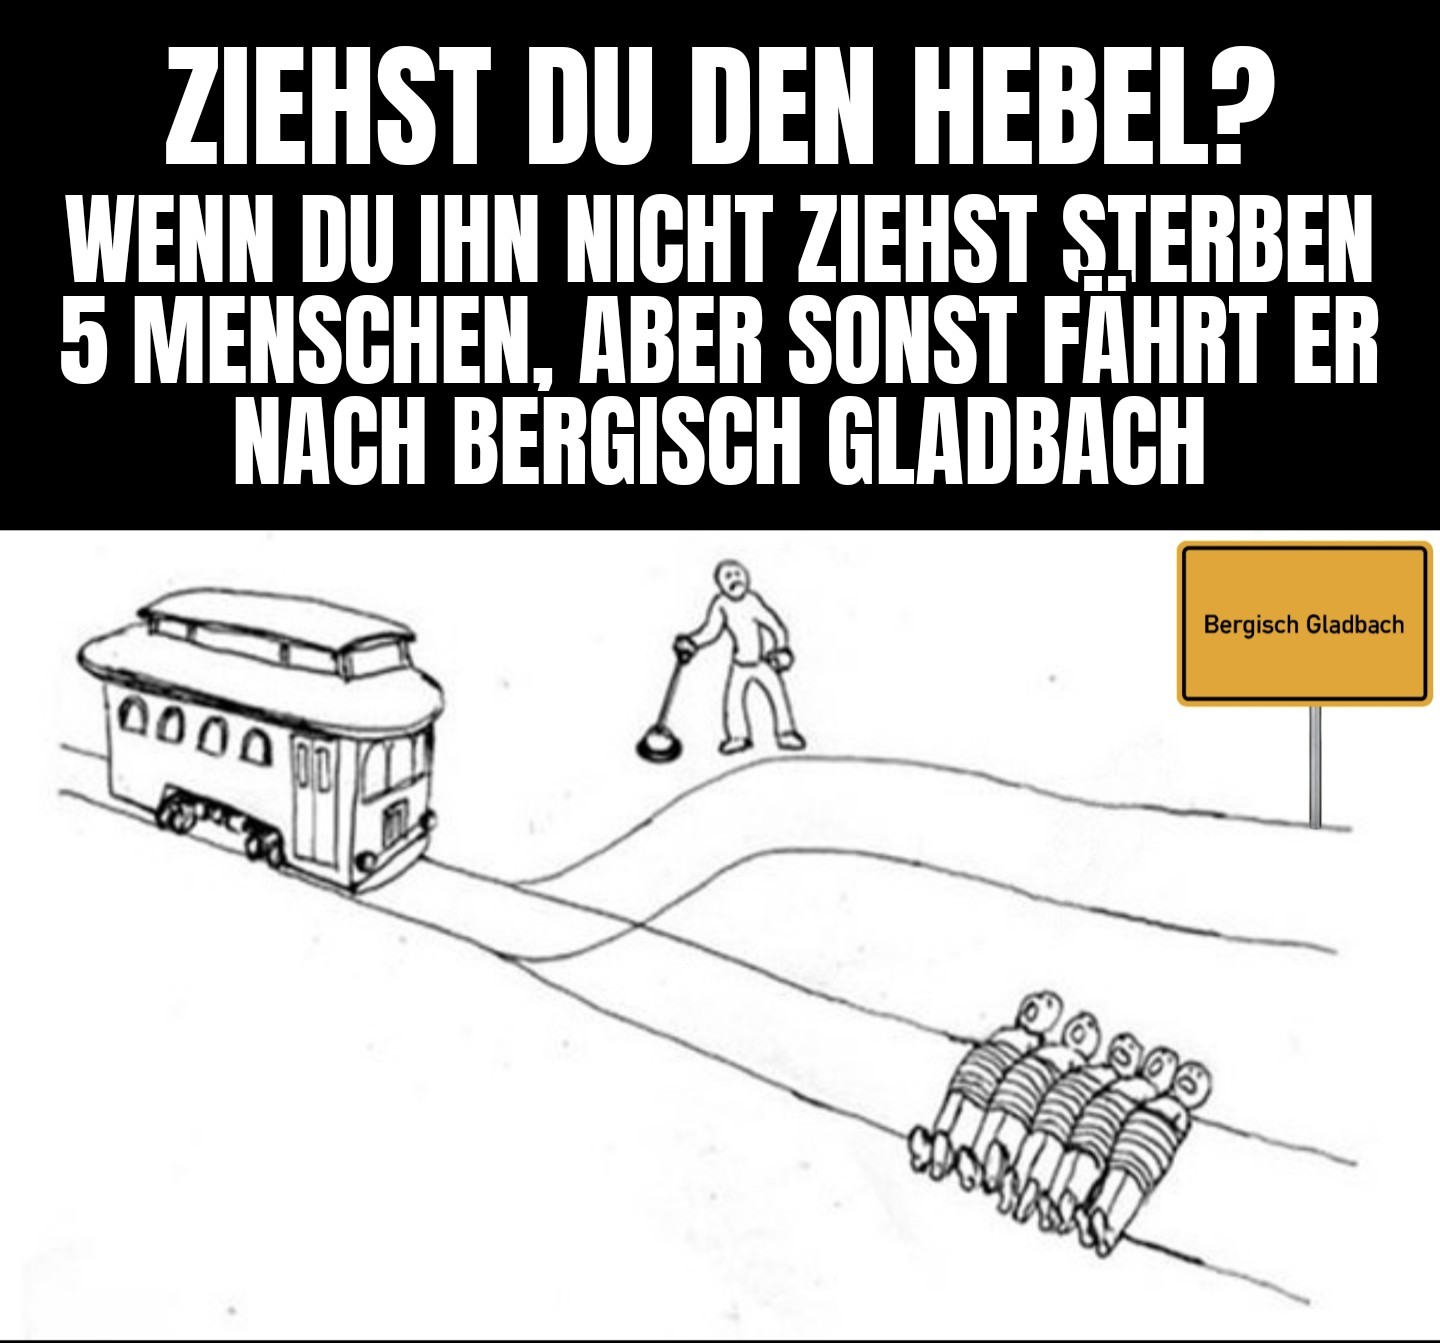 ZIEHST DU DEN HEBEL?
WENN DU IHN NICHT ZIEHST STERBEN
5 MENSCHEN, ABER SONST FÄHRT ER
NACH BERGISCH GLADBACH
Bergisch Gladbach